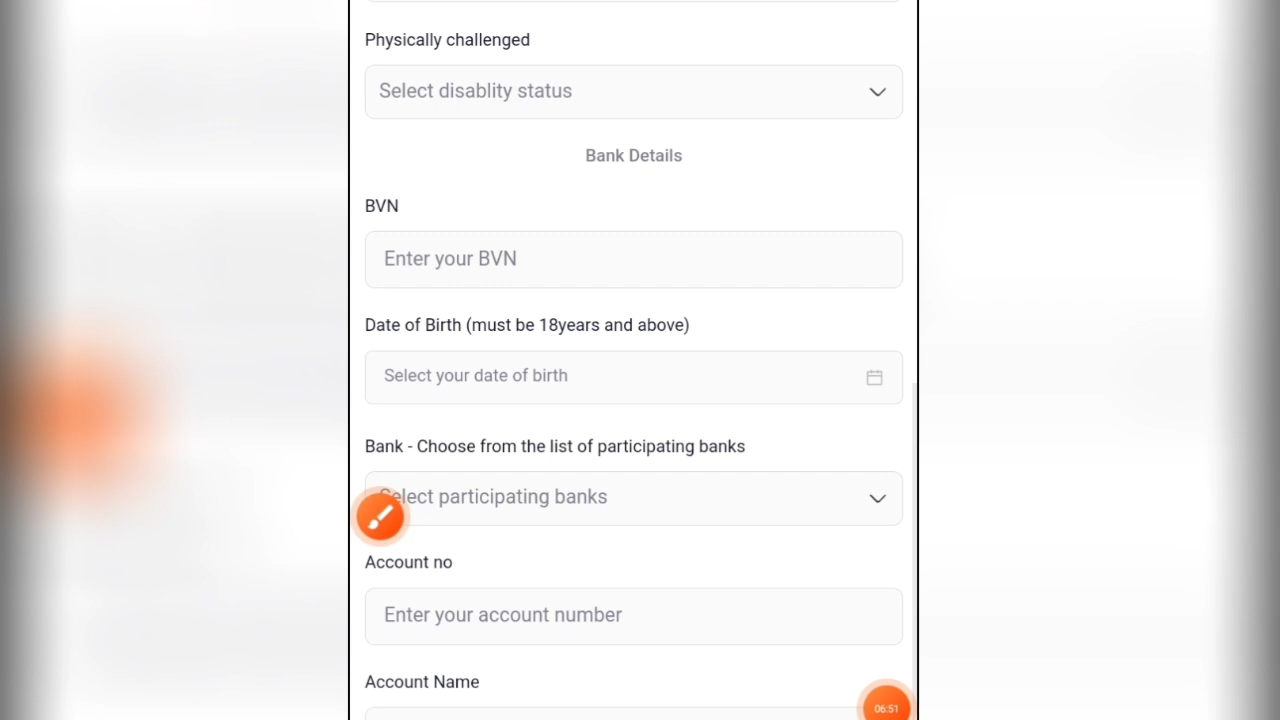 Physically challenged
Select disablity status
Bank Details
BVN
Enter your BVN
Date of Birth (must be 18years and above)
Select your date of birth
Bank - Choose from the list of participating banks
Select participating banks
Account no
Enter your account number
Account Name
06:51